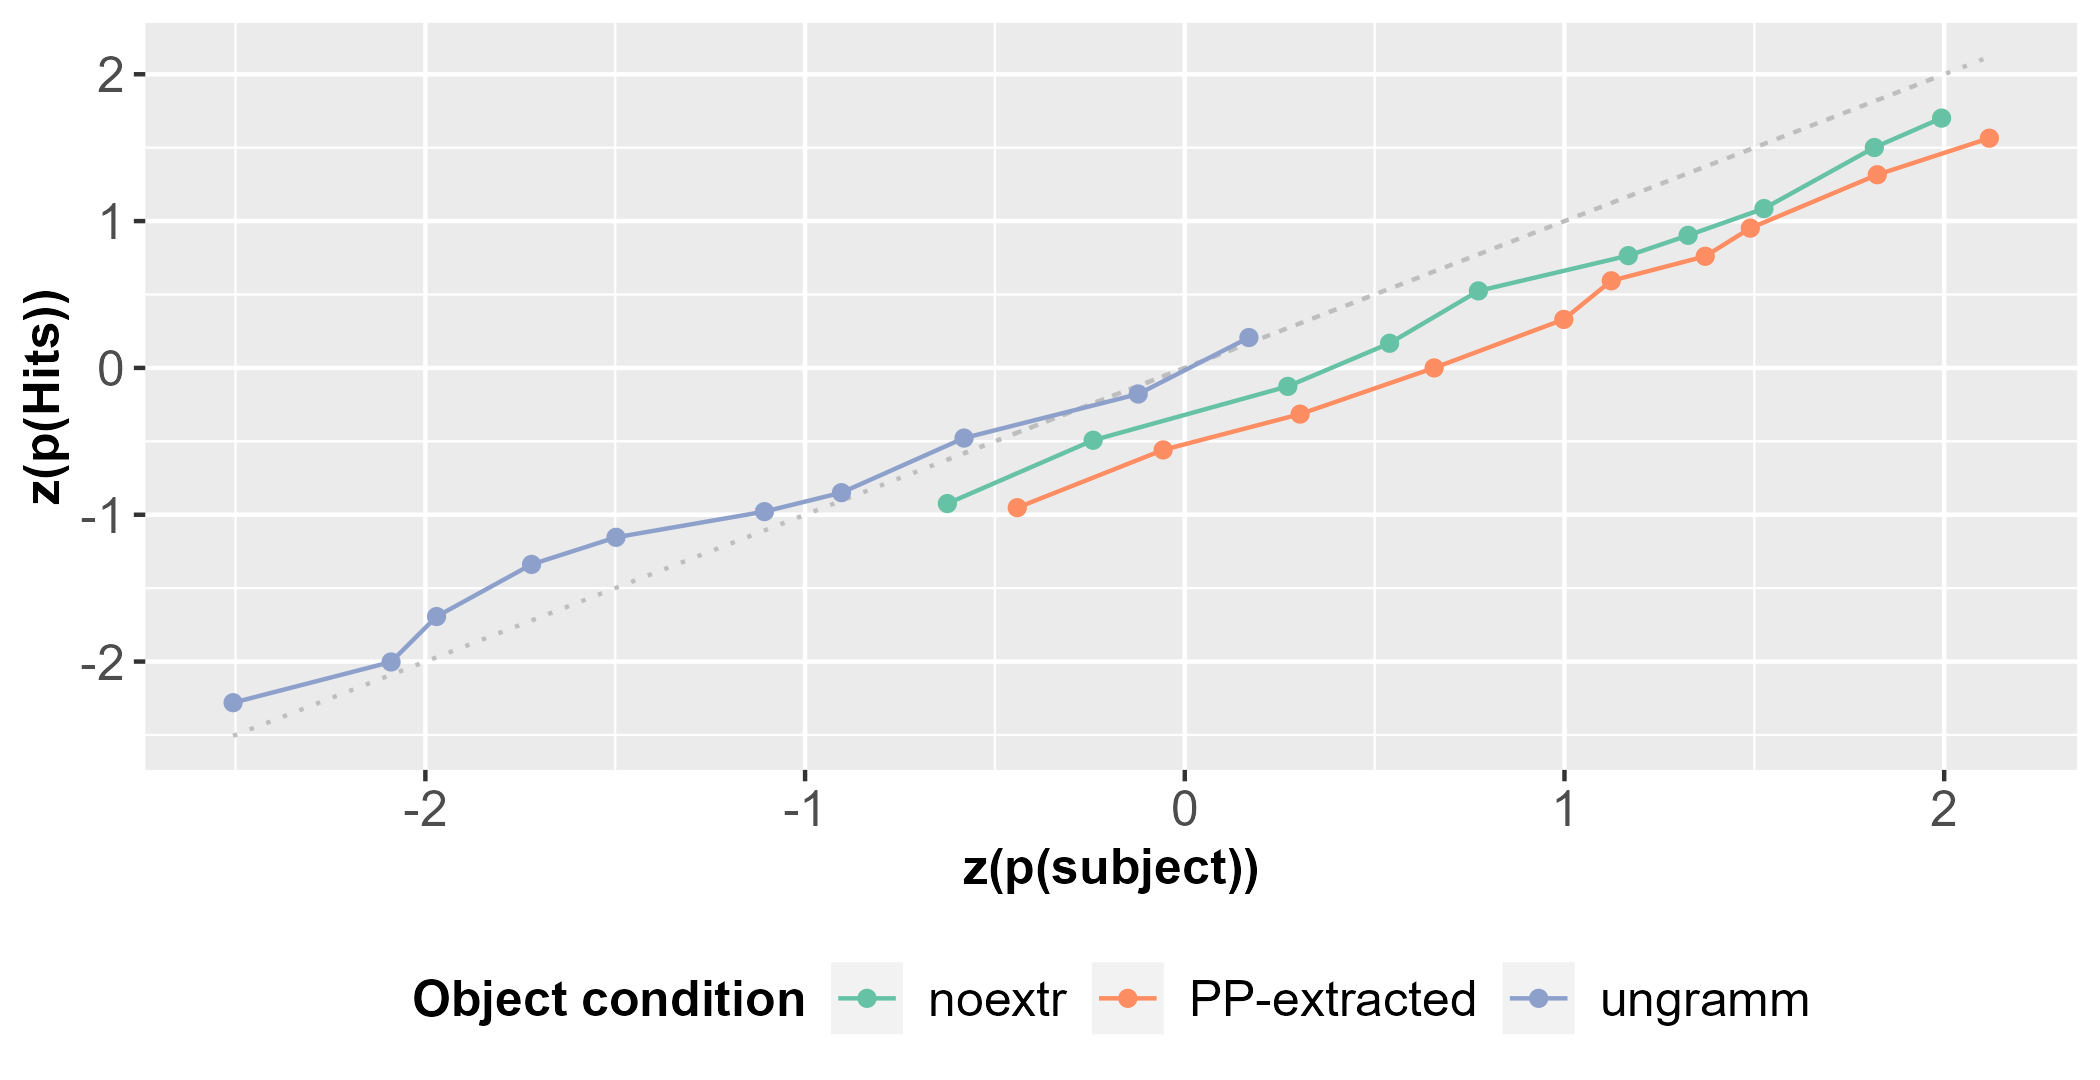 z(p(Hits))
2
1
0
-1
-2
-2 -1 0 1 2
z(p(subject))
Object condition noextr PP-extracted ungramm